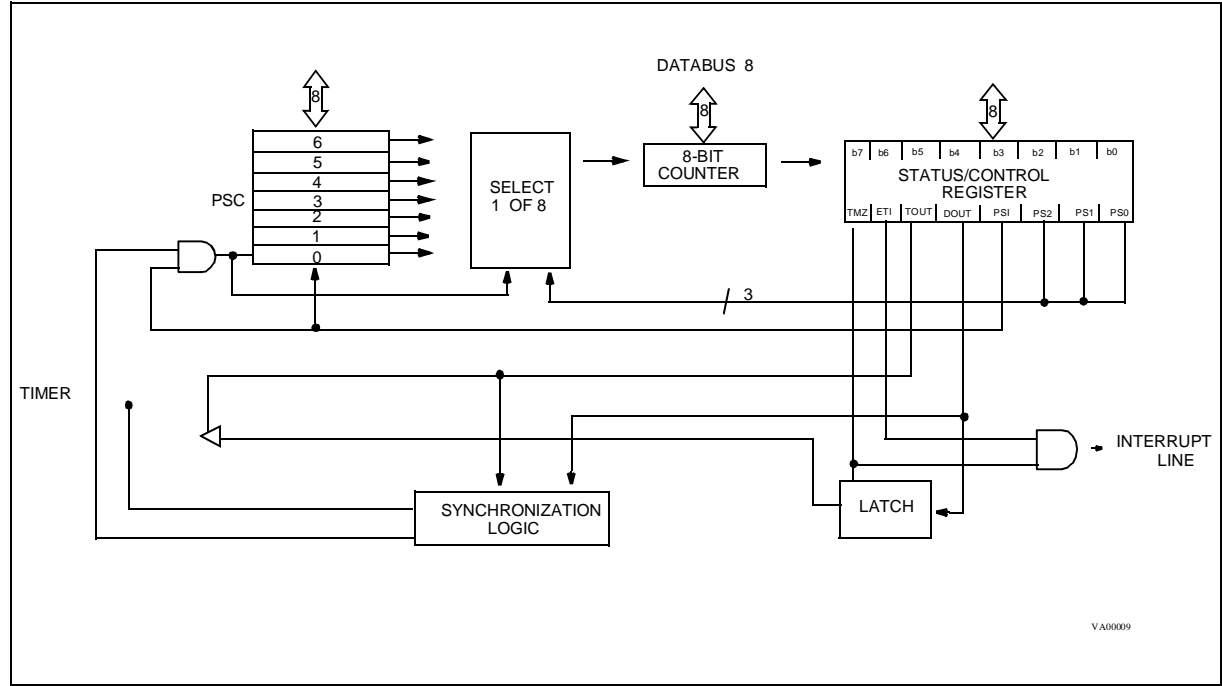 DATABUS 8
8
8
8
6
5
4
3
2
1
0
PSC
SELECT
1 OF 8
8-BIT
COUNTER
b7 b6 b5 b4 b3 b2 b1 b0
STATUS/CONTROL
REGISTER
TMZ ETI TOUT DOUT PSI PS2 PS1 PS0
3
TIMER
INTERRUPT
LINE
SYNCHRONIZATION
LOGIC
LATCH
VA00009